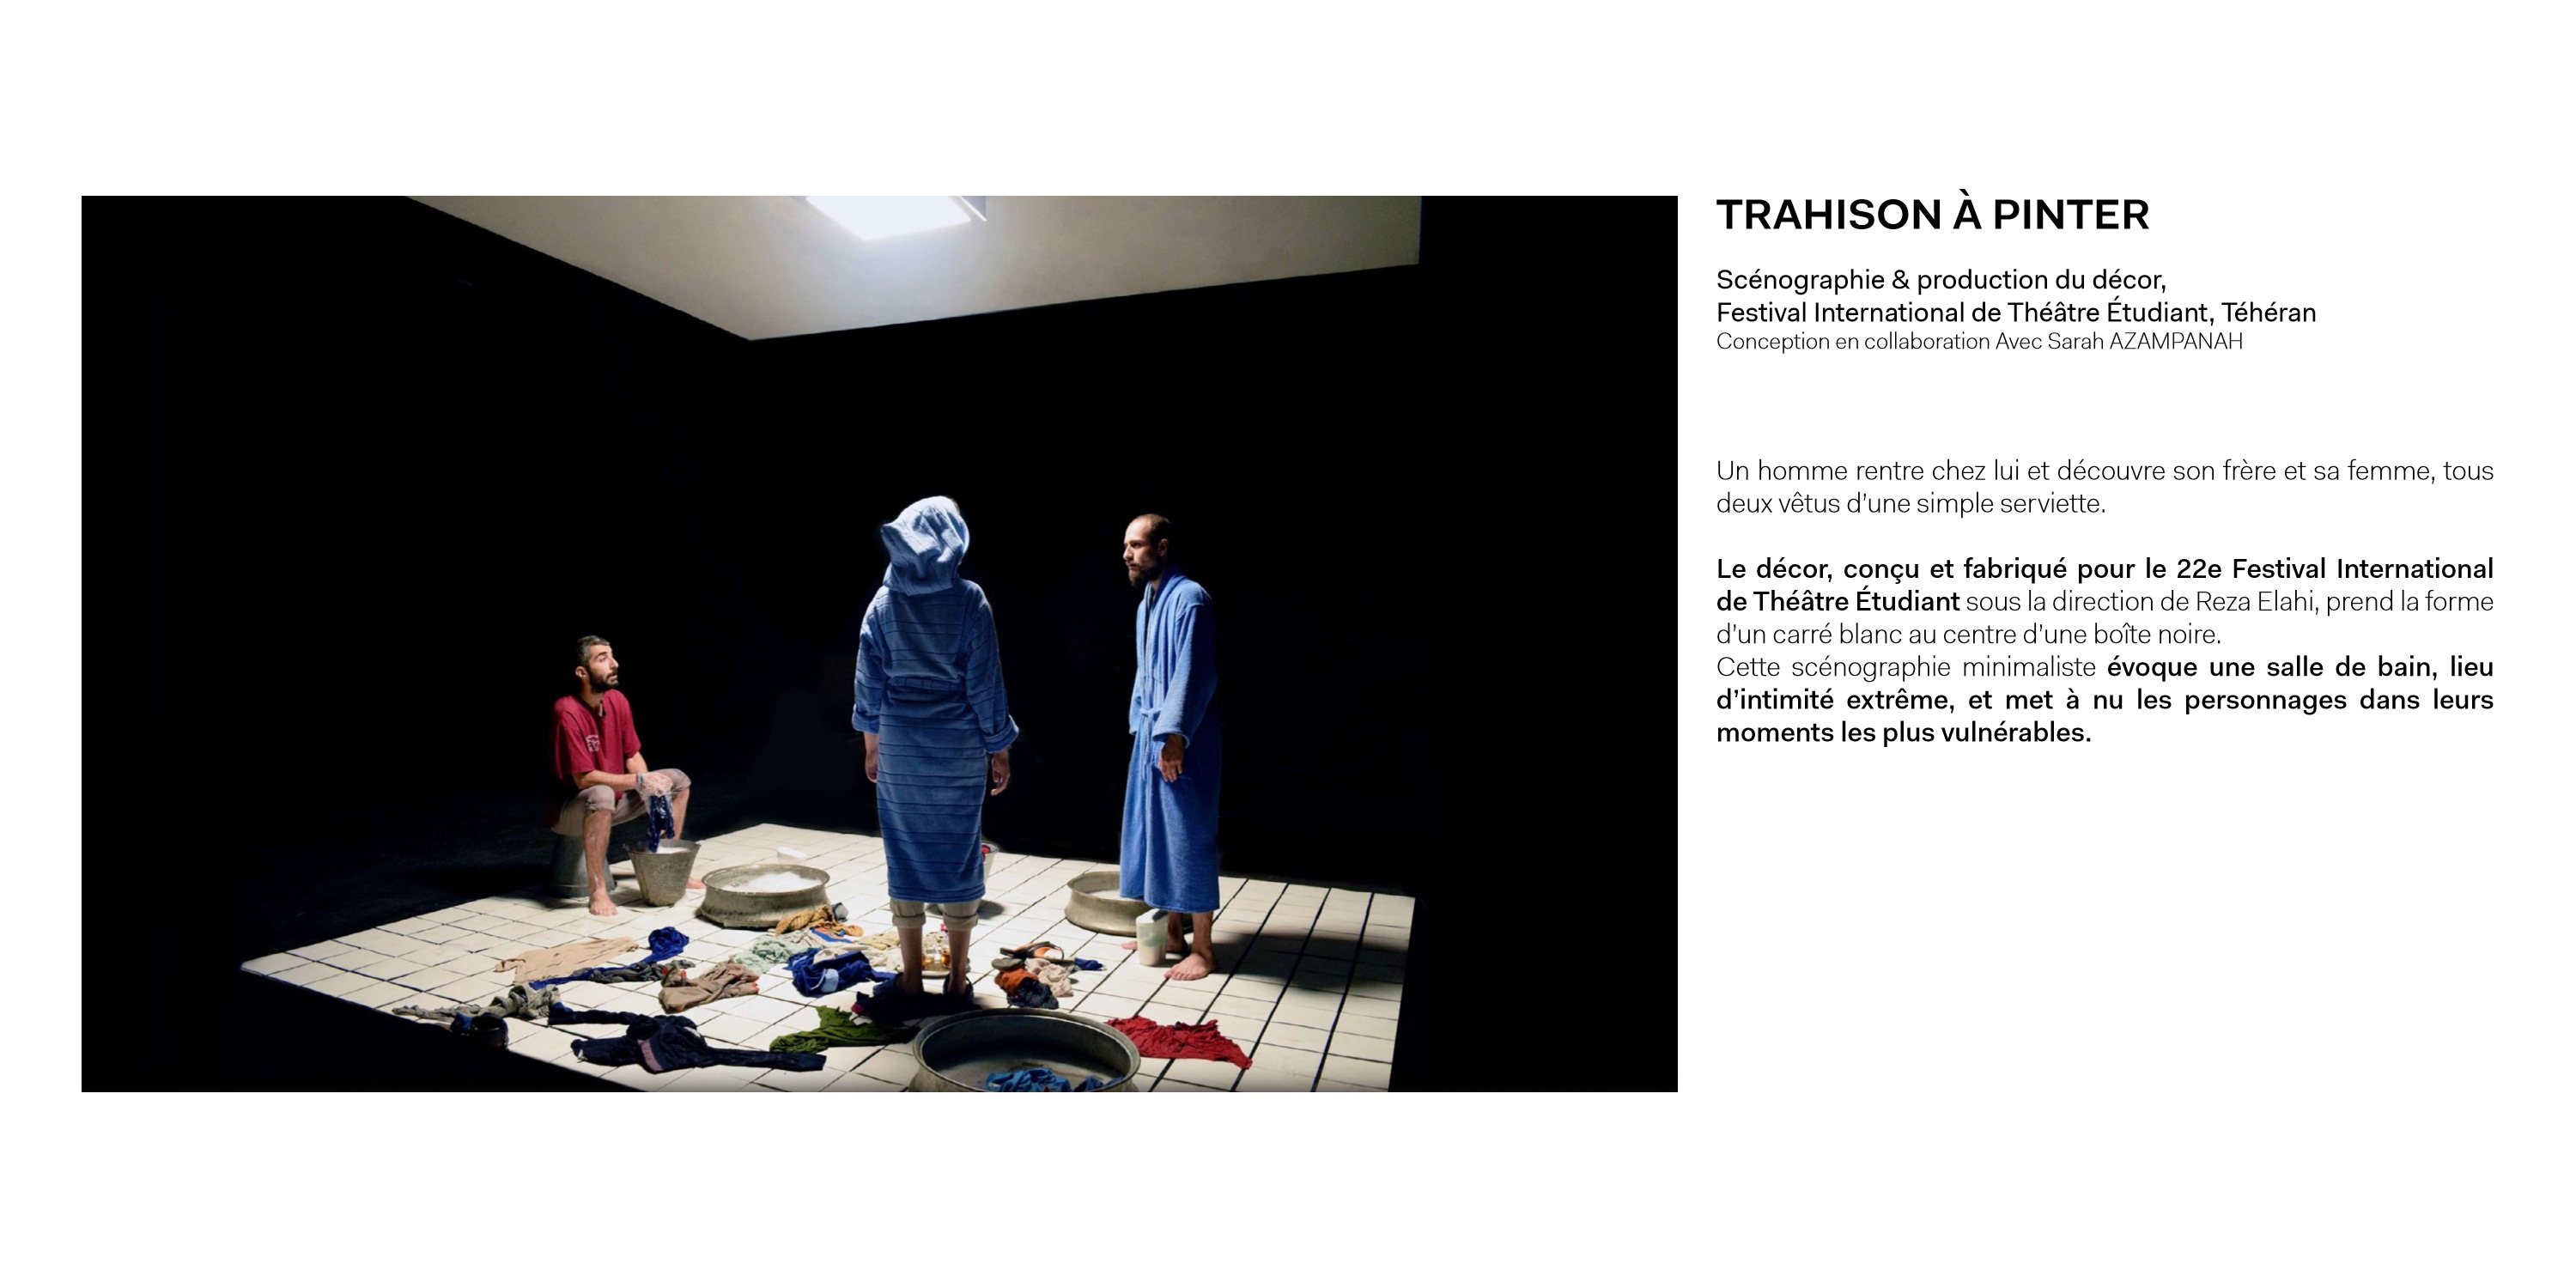 TRAHISON À PINTER
Scénographie & production du décor,
Festival International de Théâtre Étudiant, Téhéran
Conception en collaboration Avec Sarah AZAMPANAH
Un homme rentre chez lui et découvre son frère et sa femme, tous
deux vêtus d’une simple serviette.
Le décor, conçu et fabriqué pour le 22e Festival International
de Théâtre Étudiant sous la direction de Reza Elahi, prend la forme
d’un carré blanc au centre d’une boîte noire.
Cette scénographie minimaliste évoque une salle de bain, lieu
d’intimité extrême, et met à nu les personnages dans leurs
moments les plus vulnérables.